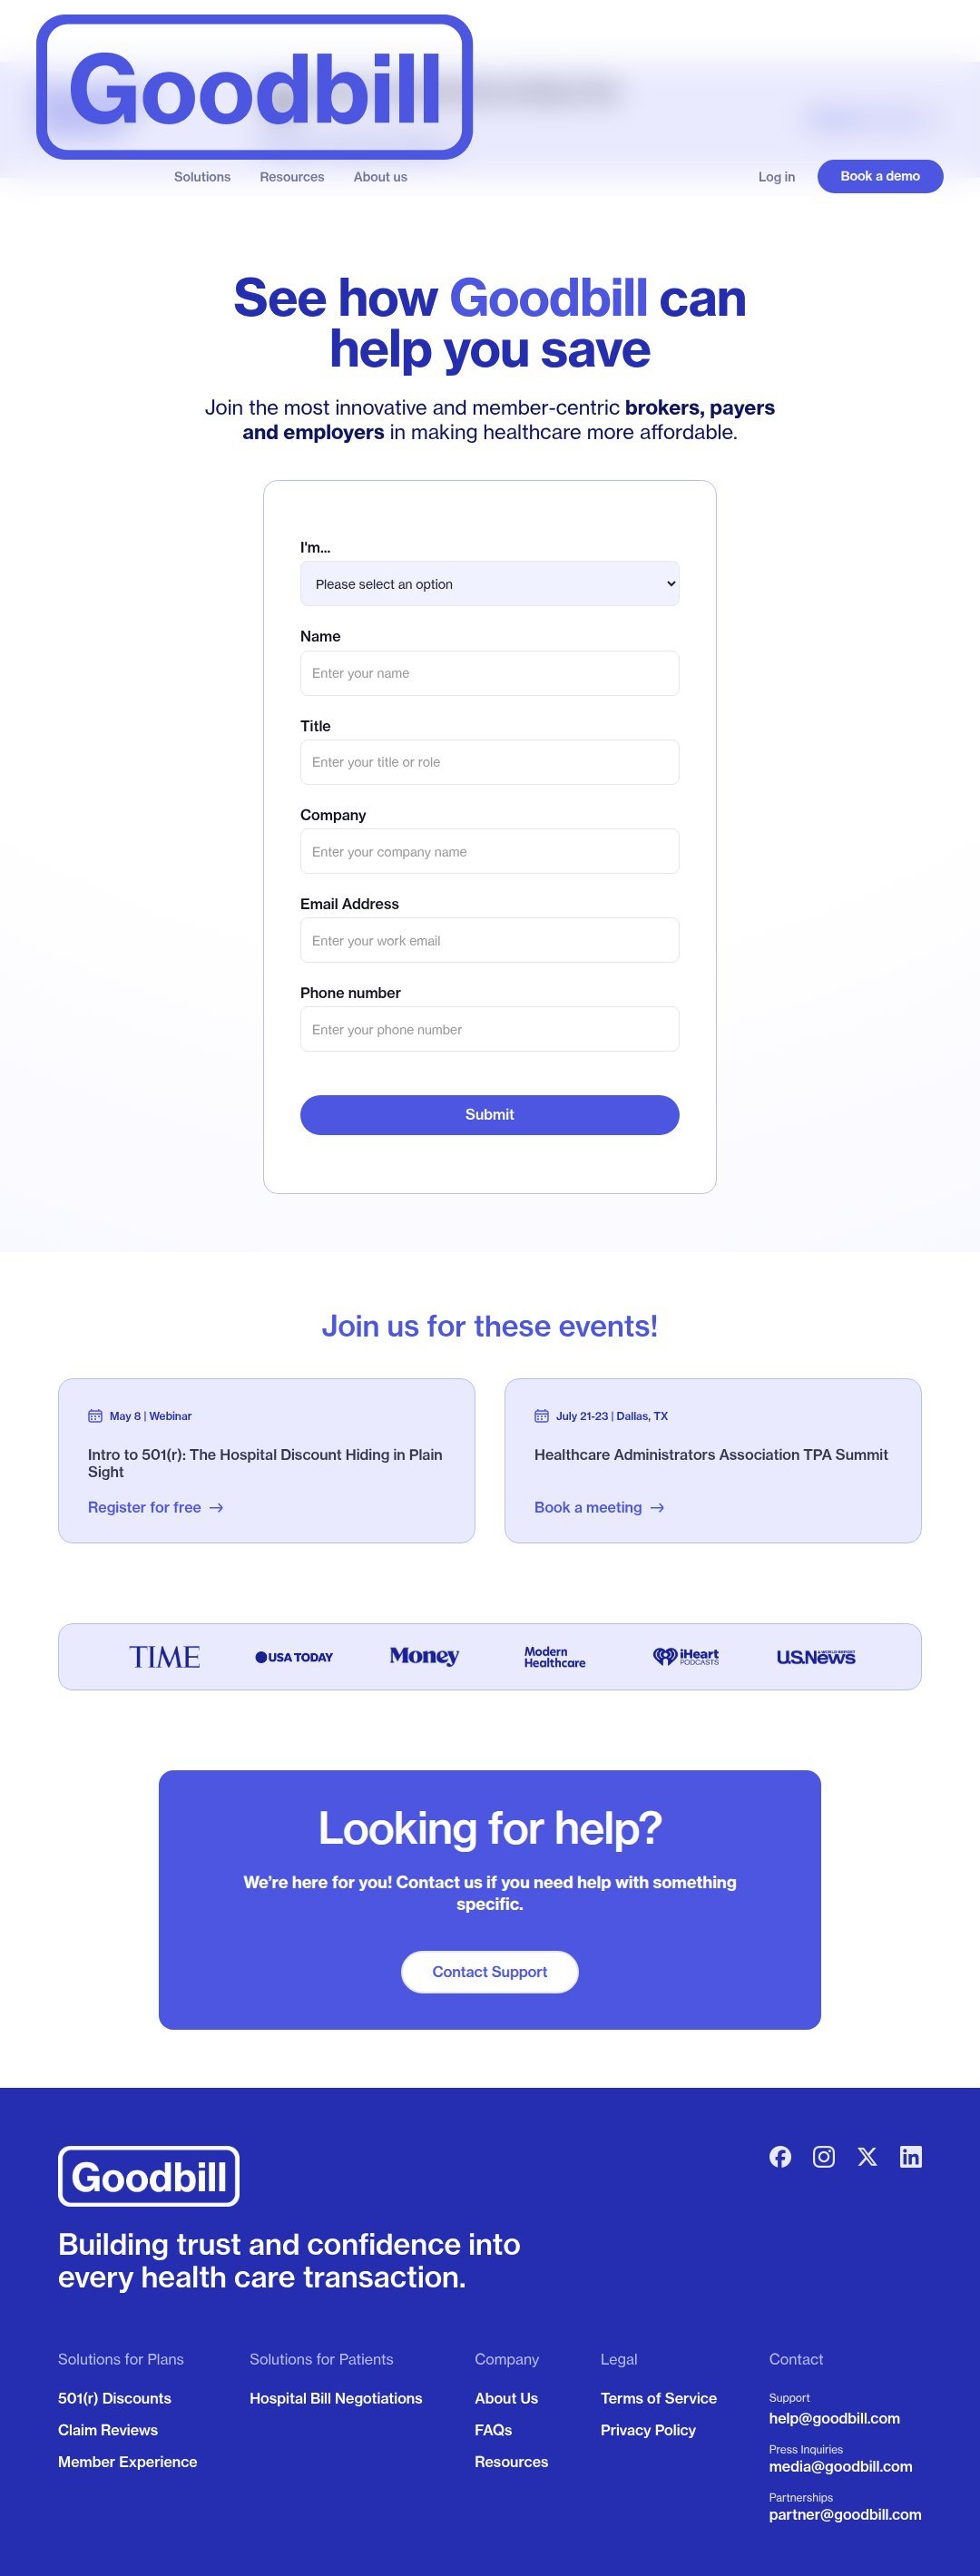 Goodbill
Solutions
Resources
About us
Log in
Book a demo
See how Goodbill can
help you save
Join the most innovative and member-centric brokers, payers
and employers in making healthcare more affordable.
I'm...
Please select an option
Name
Enter your name
Title
Enter your title or role
Company
Enter your company name
Email Address
Enter your work email
Phone number
Enter your phone number
Submit
Join us for these events!
May 8 | Webinar
Intro to 501(r): The Hospital Discount Hiding in Plain
Sight
Register for free →
July 21-23 | Dallas, TX
Healthcare Administrators Association TPA Summit
Book a meeting →
TIME
USA TODAY
Money
Modern
Healthcare
iHeart
PODCASTS
U.S.News
Looking for help?
We’re here for you! Contact us if you need help with something
specific.
Contact Support
Goodbill
Building trust and confidence into
every health care transaction.
Solutions for Plans
501(r) Discounts
Claim Reviews
Member Experience
Solutions for Patients
Hospital Bill Negotiations
Company
About Us
FAQs
Resources
Legal
Terms of Service
Privacy Policy
Contact
Support
help@goodbill.com
Press Inquiries
media@goodbill.com
Partnerships
partner@goodbill.com